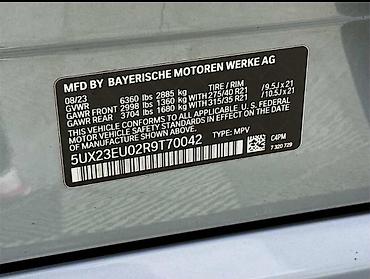 MFD BY BAYERISCHE MOTOREN WERKE AG
08/23 TIRE / RIM
GVWR 6360 lbs 2885 kg
GAWR FRONT 2998 lbs 1360 kg 275/40 R21 / 9.5J x 21
GAWR REAR 3704 lbs 1680 kg 315/35 R21 / 10.5J x 21
THIS VEHICLE CONFORMS TO ALL APPLICABLE U.S. FEDERAL
MOTOR VEHICLE SAFETY
THEFT PREVENTION STANDARDS IN EFFECT ON THE DATE OF
MANUFACTURE SHOWN ABOVE.
5UX23EU02R9T70042 TYPE: MPV C4PM
7 320 729